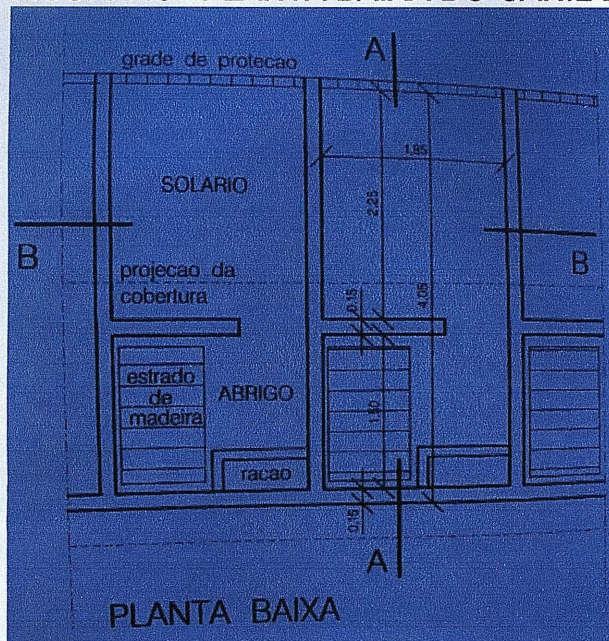 grade de protecao
A
1.85
SOLARIO
2.25
B
B
projecao da
cobertura
0.15
4.05
estrado
de
madeira
ABRIGO
1.50
racao
0.15
A
PLANTA BAIXA